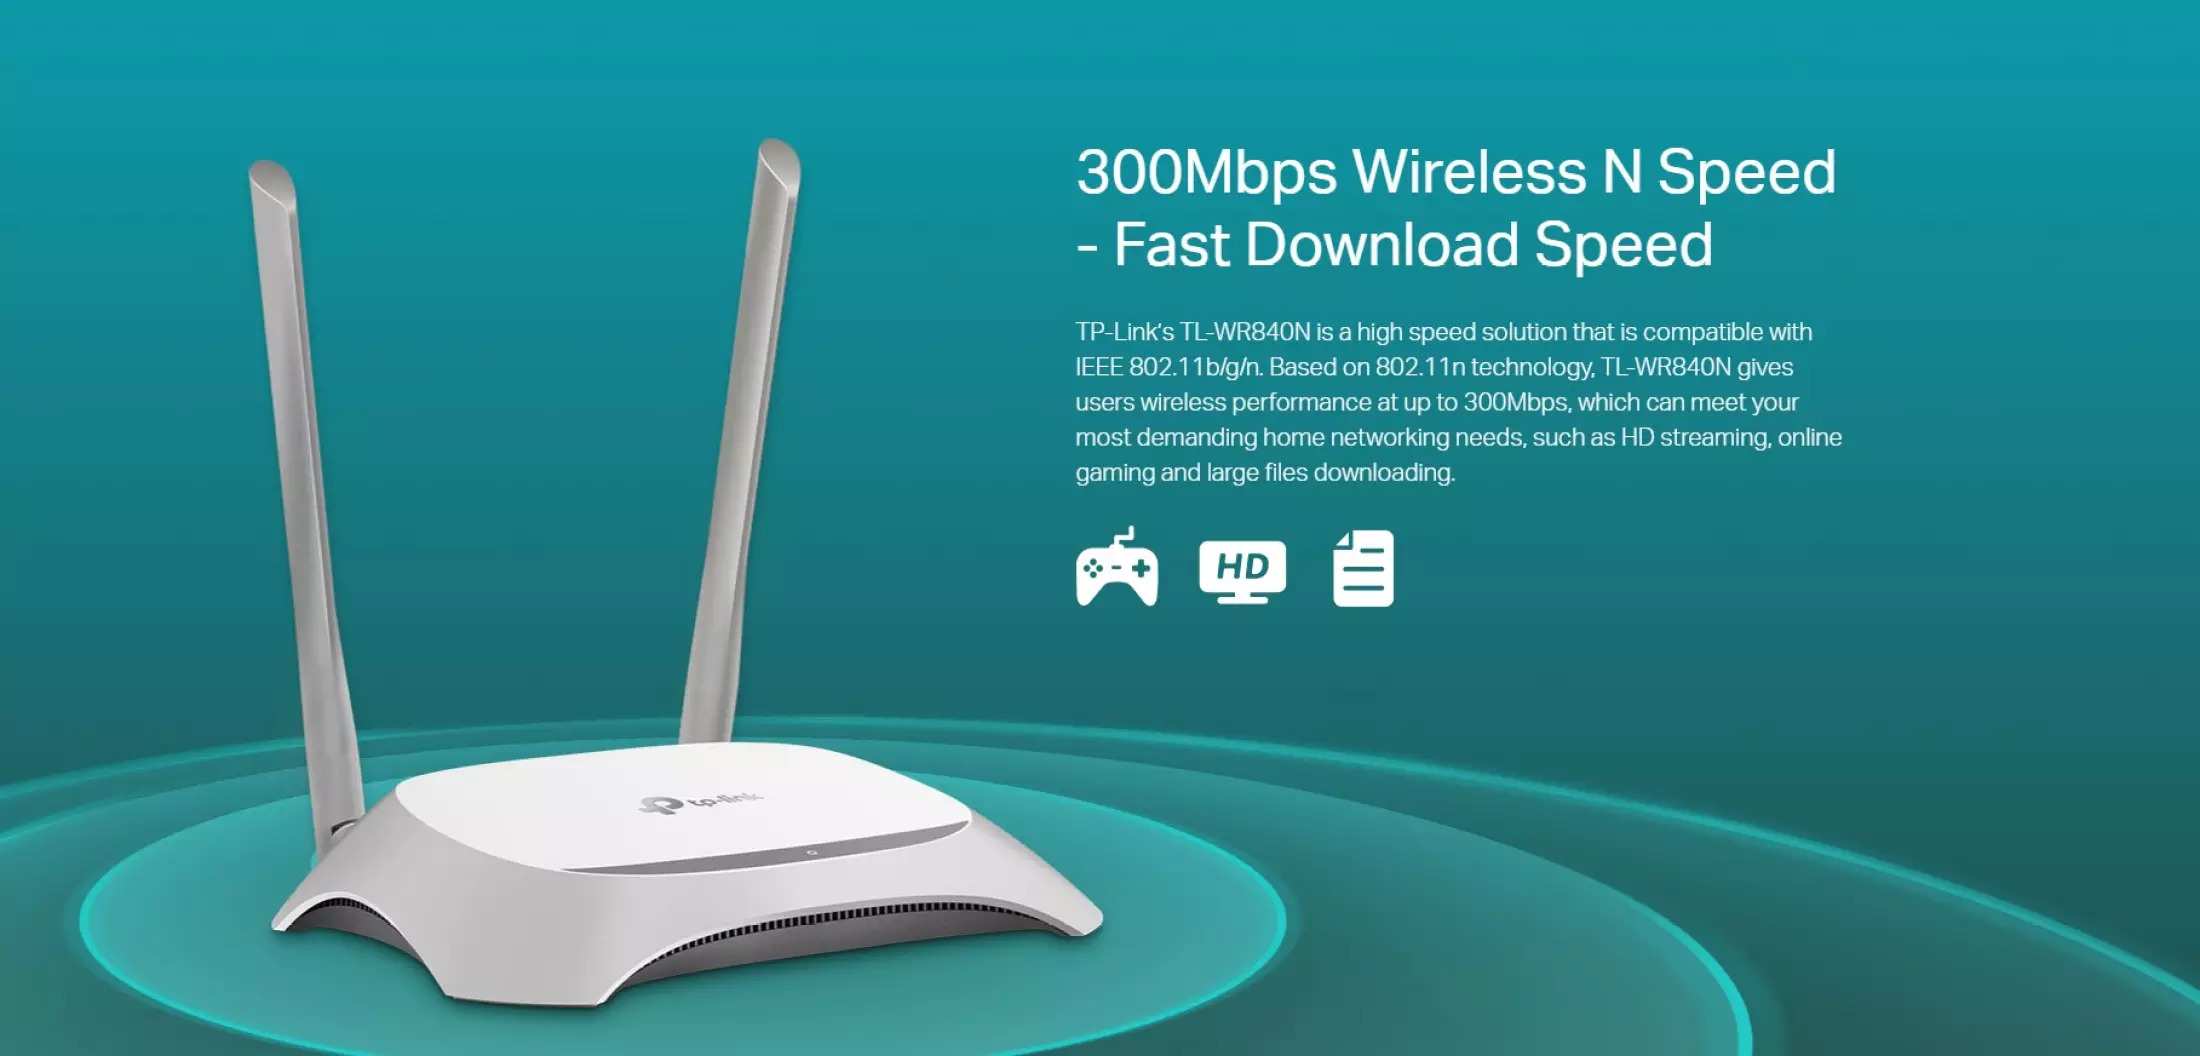 300Mbps Wireless N Speed
- Fast Download Speed
TP-Link's TL-WR840N is a high speed solution that is compatible with
IEEE 802.11b/g/n. Based on 802.11n technology, TL-WR840N gives
users wireless performance at up to 300Mbps, which can meet your
most demanding home networking needs, such as HD streaming, online
gaming and large files downloading.
HD
tp-link